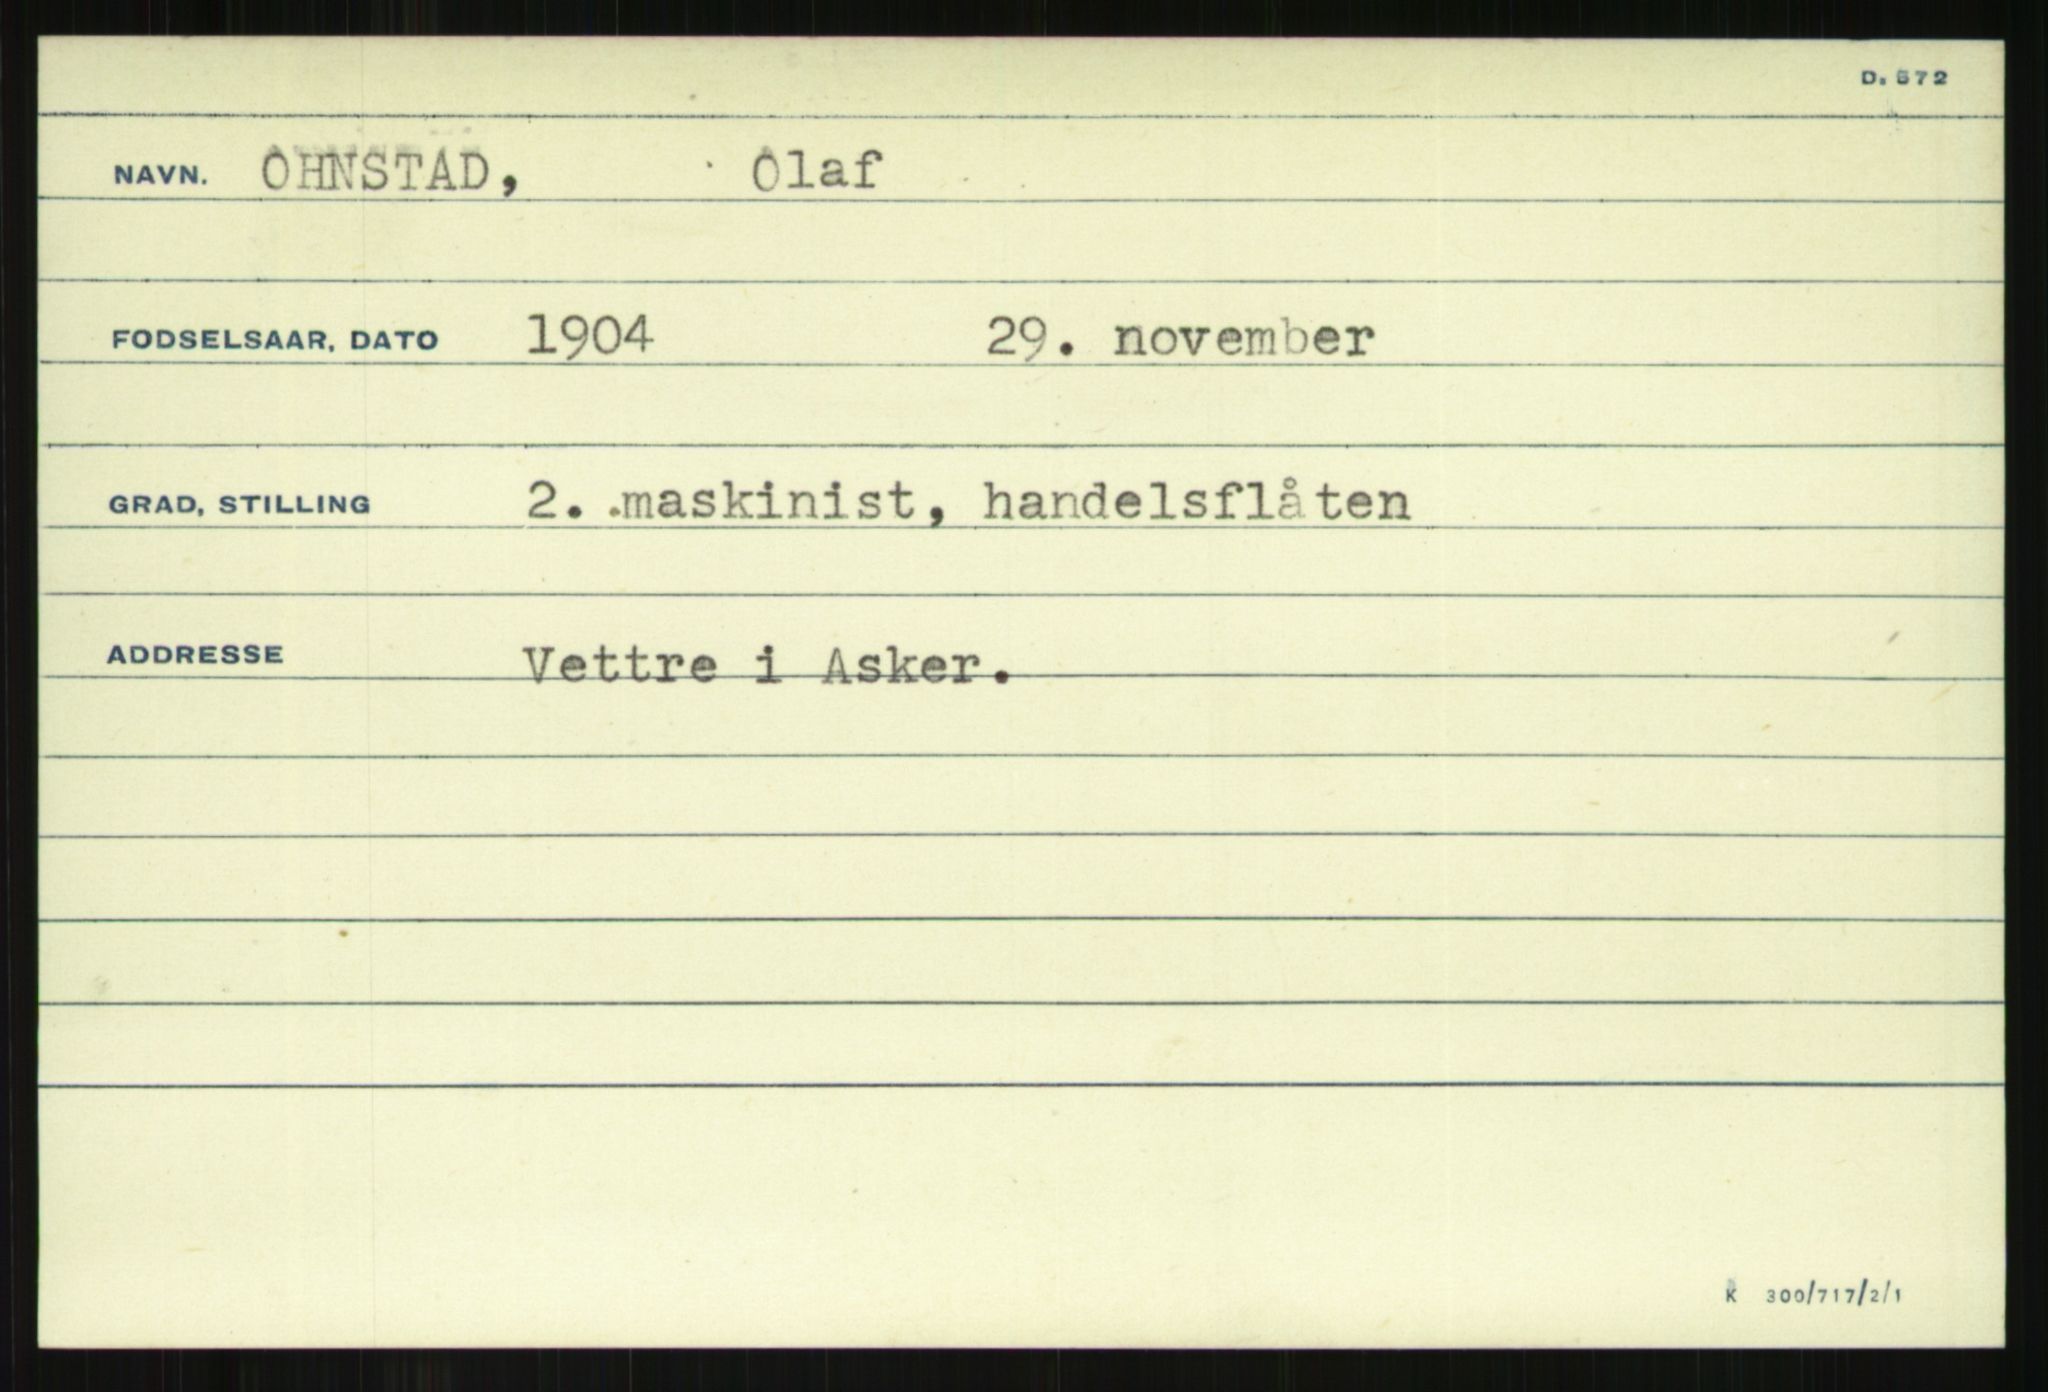 D. 572
NAVN. OHNSTAD, Olaf
FODSELSAAR, DATO 1904 29. november
GRAD, STILLING 2. maskinist, handelsflåten
ADDRESSE Vettre i Asker.
K 300/717/2/1